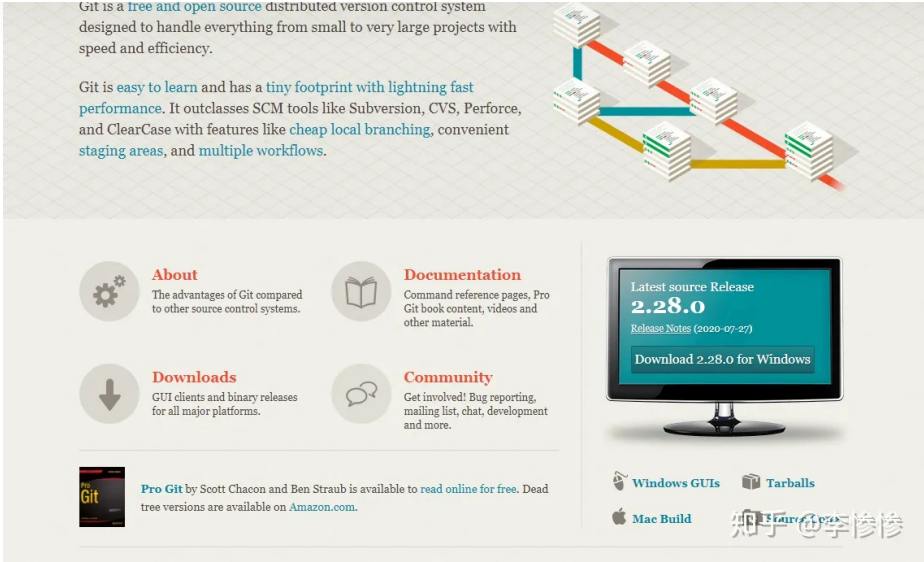 Git is a free and open source distributed version control system
designed to handle everything from small to very large projects with
speed and efficiency.
Git is easy to learn and has a tiny footprint with lightning fast
performance. It outclasses SCM tools like Subversion, CVS, Perforce,
and ClearCase with features like cheap local branching, convenient
staging areas, and multiple workflows.
About
The advantages of Git compared
to other source control systems.
Documentation
Command reference pages, Pro
Git book content, videos and
other material.
Downloads
GUI clients and binary releases
for all major platforms.
Community
Get involved! Bug reporting,
mailing list, chat, development
and more.
Pro
Git
Pro Git by Scott Chacon and Ben Straub is available to read online for free. Dead
tree versions are available on Amazon.com.
Latest source Release
2.28.0
Release Notes (2020-07-27)
Download 2.28.0 for Windows
Windows GUIs
Tarballs
Mac Build
Source Code
知乎 @李惨惨